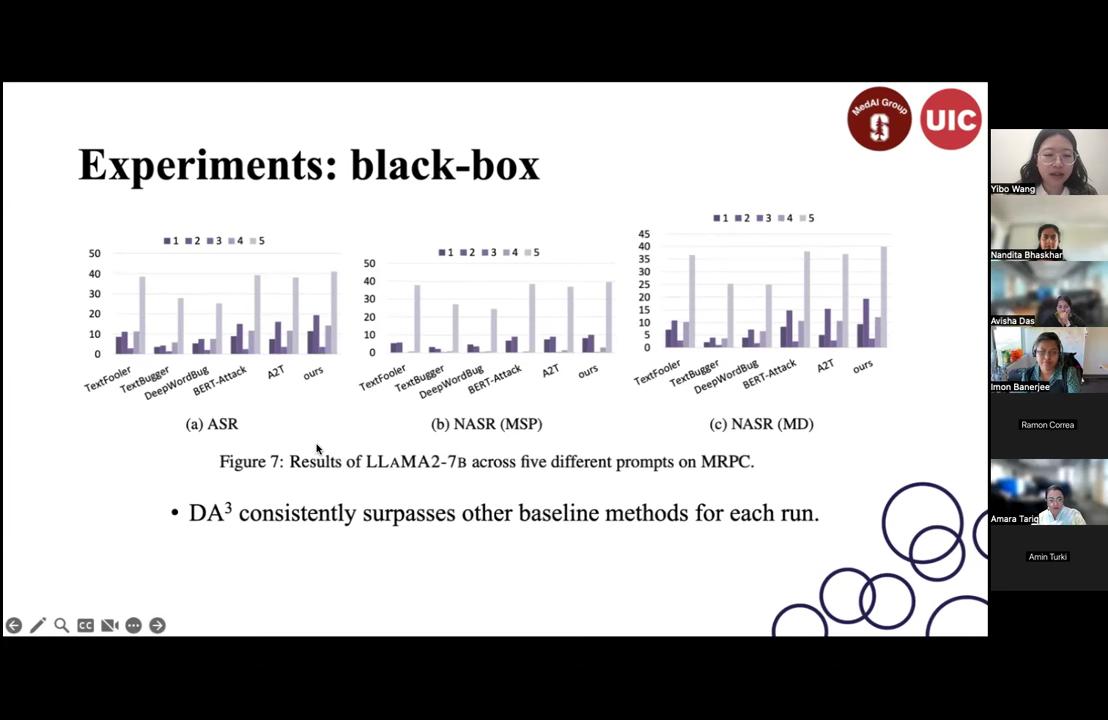 MedAI Group
S
UIC
Experiments: black-box
1 2 3 4 5
50
40
30
20
10
0
TextFooler
TextBugger
DeepWordBug
BERT-Attack
A2T
ours
(a) ASR
1 2 3 4 5
50
40
30
20
10
0
TextFooler
TextBugger
DeepWordBug
BERT-Attack
A2T
ours
(b) NASR (MSP)
1 2 3 4 5
45
40
35
30
25
20
15
10
5
0
TextFooler
TextBugger
DeepWordBug
BERT-Attack
A2T
ours
(c) NASR (MD)
Figure 7: Results of LLAMA2-7B across five different prompts on MRPC.
• DA³ consistently surpasses other baseline methods for each run.
CC
Yibo Wang
Nandita Bhaskhar
Avisha Das
Imon Banerjee
Ramon Correa
Amara Tariq
Amin Turki